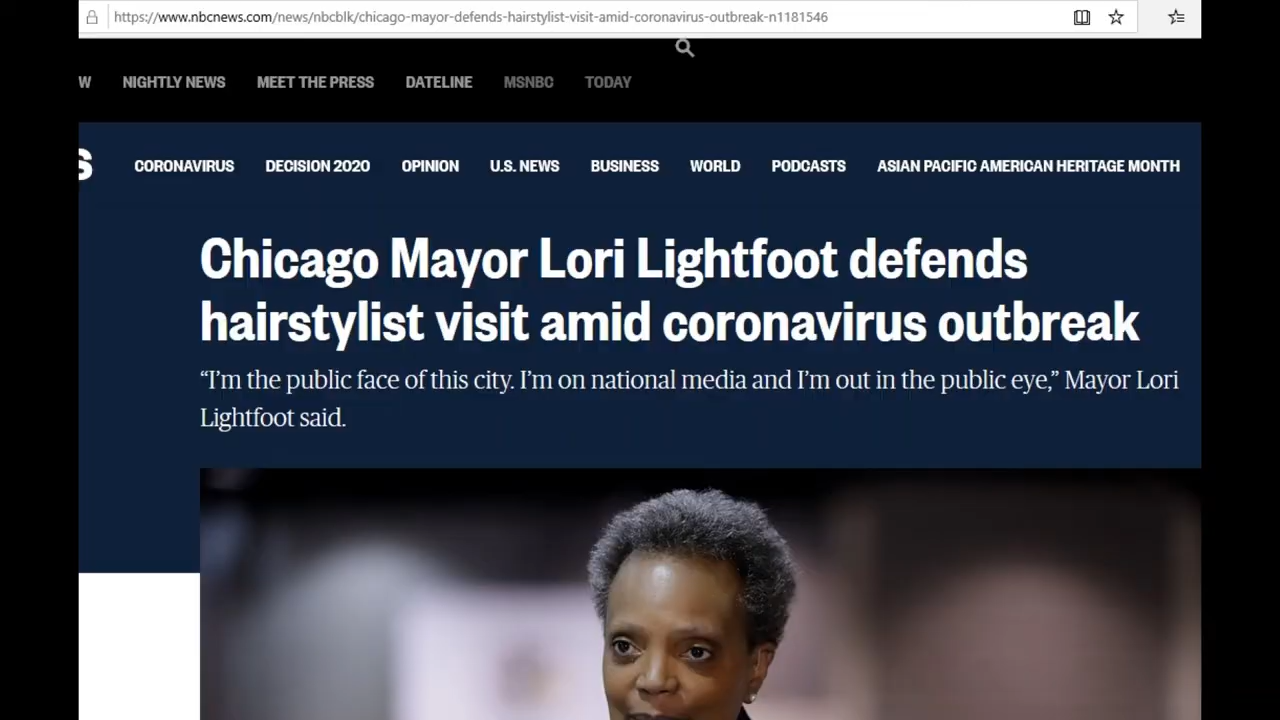 https://www.nbcnews.com/news/nbcblk/chicago-mayor-defends-hairstylist-visit-amid-coronavirus-outbreak-n1181546
W NIGHTLY NEWS MEET THE PRESS DATELINE MSNBC TODAY
S CORONAVIRUS DECISION 2020 OPINION U.S. NEWS BUSINESS WORLD PODCASTS ASIAN PACIFIC AMERICAN HERITAGE MONTH
Chicago Mayor Lori Lightfoot defends
hairstylist visit amid coronavirus outbreak
“I’m the public face of this city. I’m on national media and I’m out in the public eye,” Mayor Lori
Lightfoot said.